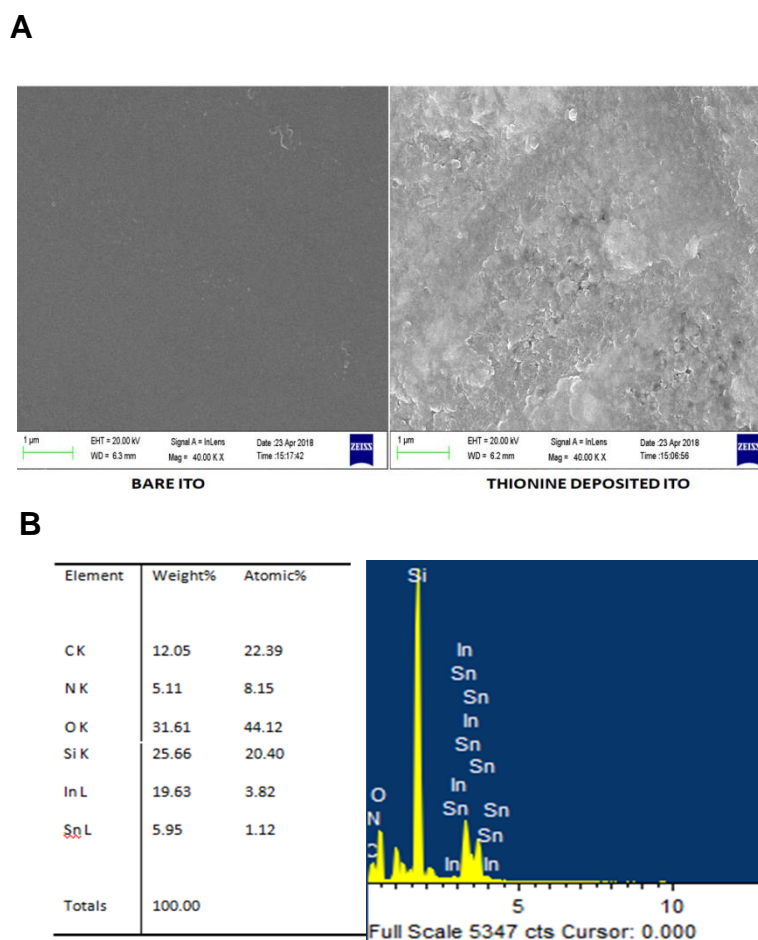 A
1 µm
EHT = 20.00 kV
WD = 6.3 mm
Signal A = InLens
Mag = 40.00 K X
Date :23 Apr 2018
Time :15:17:42
ZEISS
1 µm
EHT = 20.00 kV
WD = 6.2 mm
Signal A = InLens
Mag = 40.00 K X
Date :23 Apr 2018
Time :15:06:56
ZEISS
BARE ITO
THIONINE DEPOSITED ITO
B
Element Weight% Atomic%
C K 12.05 22.39
N K 5.11 8.15
O K 31.61 44.12
Si K 25.66 20.40
In L 19.63 3.82
Sn L 5.95 1.12
Totals 100.00
Si
In
Sn
Sn
In
Sn
Sn
In
O
Sn
Sn
N
Sn
C
In
In
5 10
Full Scale 5347 cts Cursor: 0.000